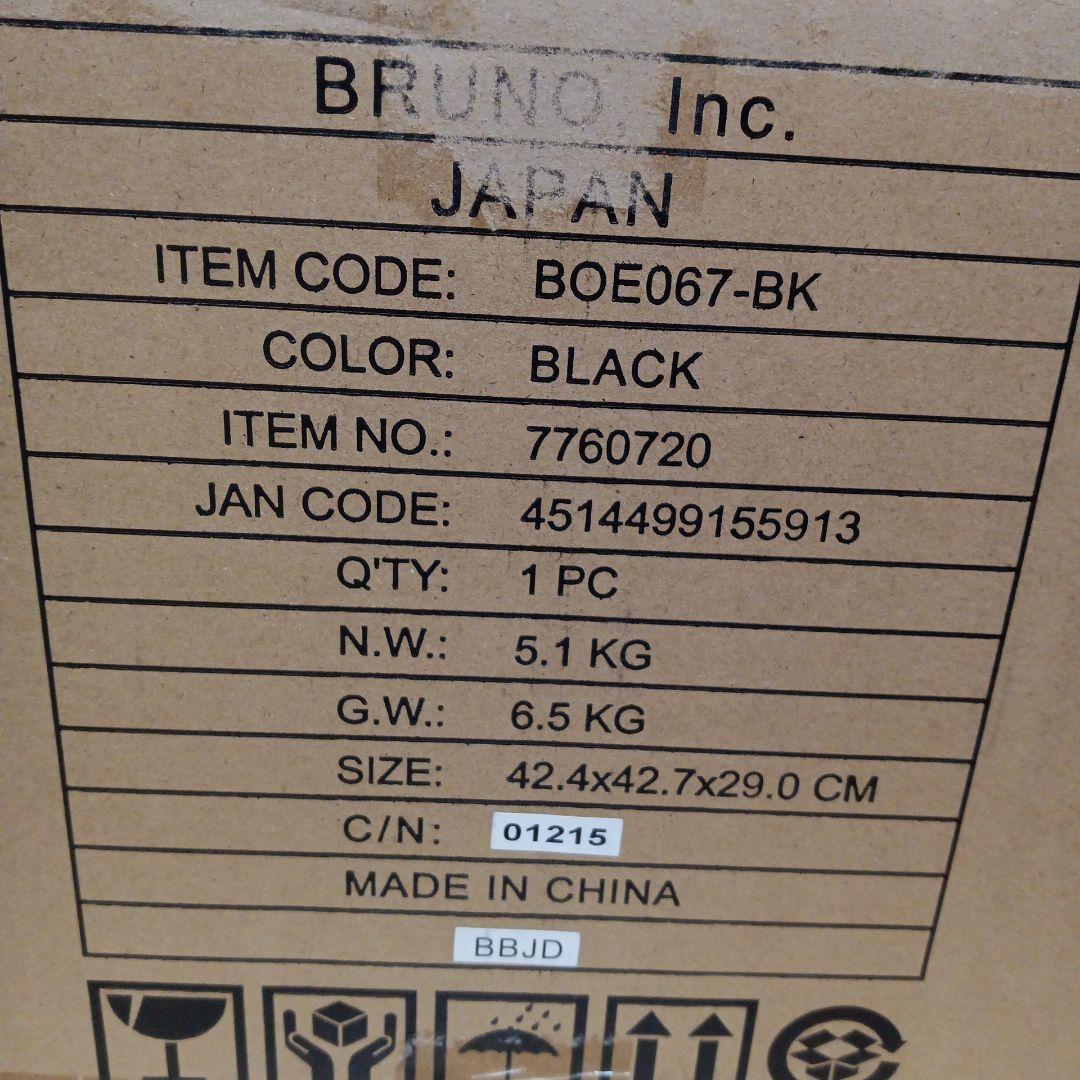 BRUNO, Inc.
JAPAN
ITEM CODE: BOE067-BK
COLOR: BLACK
ITEM NO.: 7760720
JAN CODE: 4514499155913
Q'TY: 1 PC
N.W.: 5.1 KG
G.W.: 6.5 KG
SIZE: 42.4x42.7x29.0 CM
C/N: 01215
MADE IN CHINA
BBJD